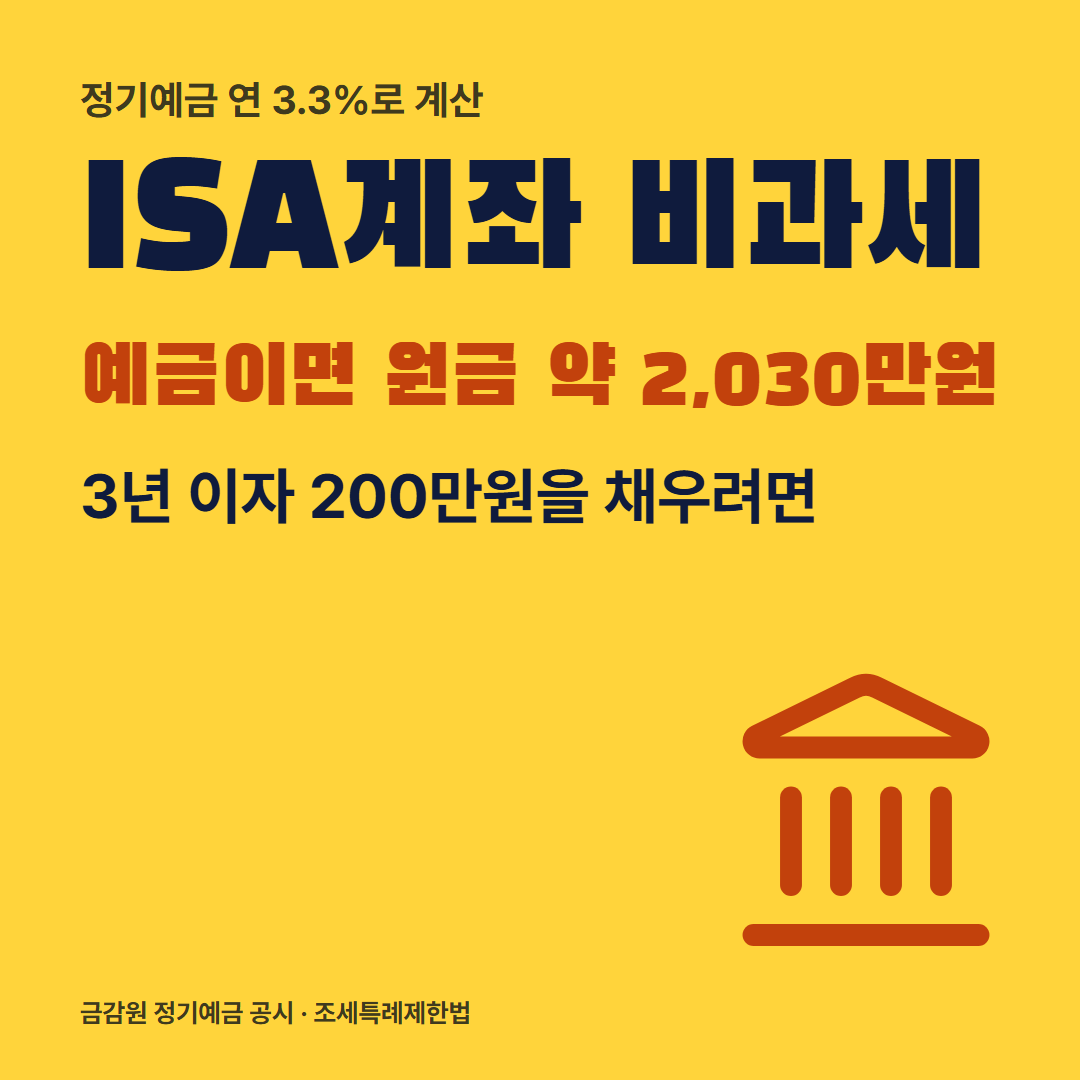 정기예금 연 3.3%로 계산
ISA계좌 비과세
예금이면 원금 약 2,030만원
3년 이자 200만원을 채우려면
금감원 정기예금 공시 · 조세특례제한법